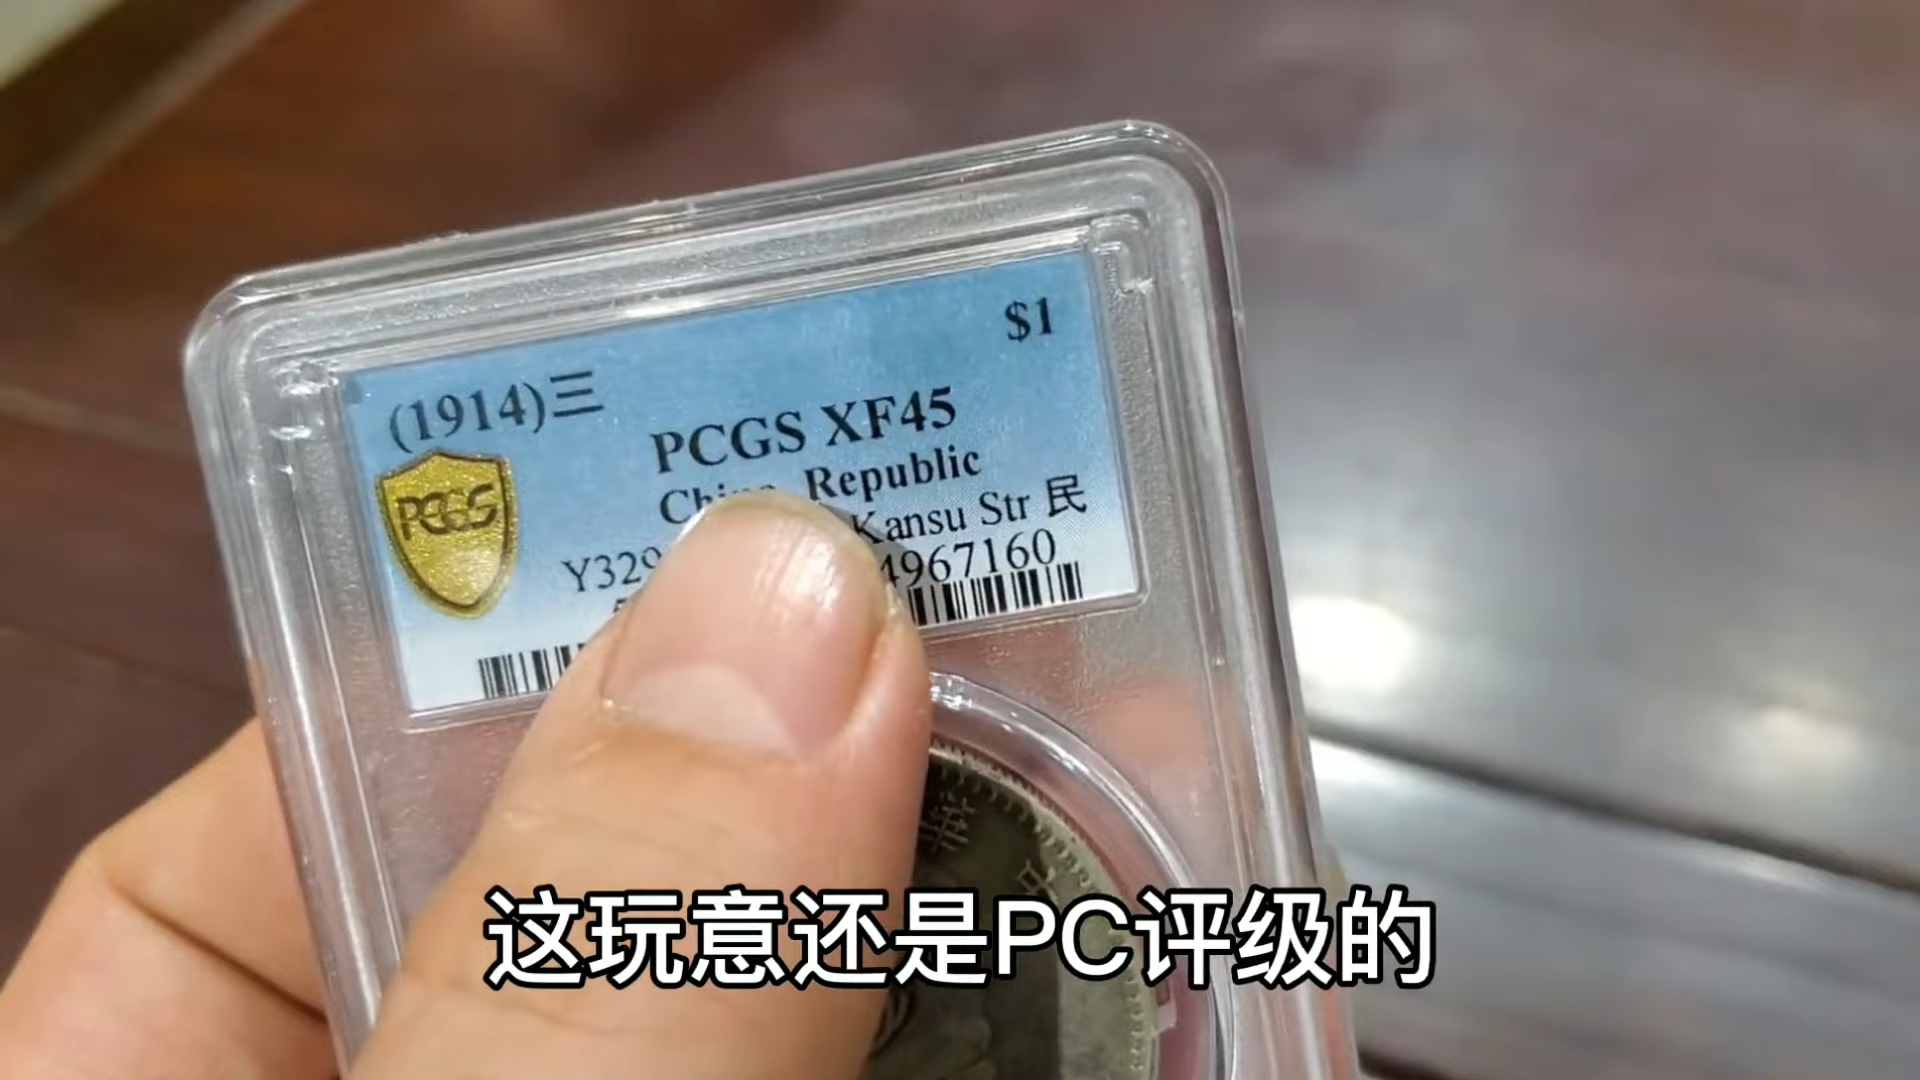 $1
(1914)三
PCGS XF45
Republic
Kansu Str 民
Y329
4967160
PCGS
这玩意还是PC评级的